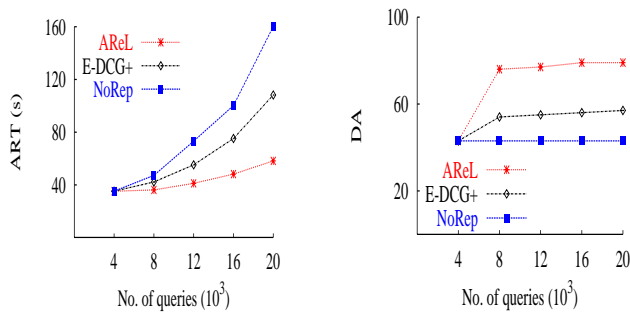 160
120
80
40
ART (s)
AReL
E-DCG+
NoRep
4 8 12 16 20
No. of queries (10³)
100
60
20
DA
AReL
E-DCG+
NoRep
4 8 12 16 20
No. of queries (10³)